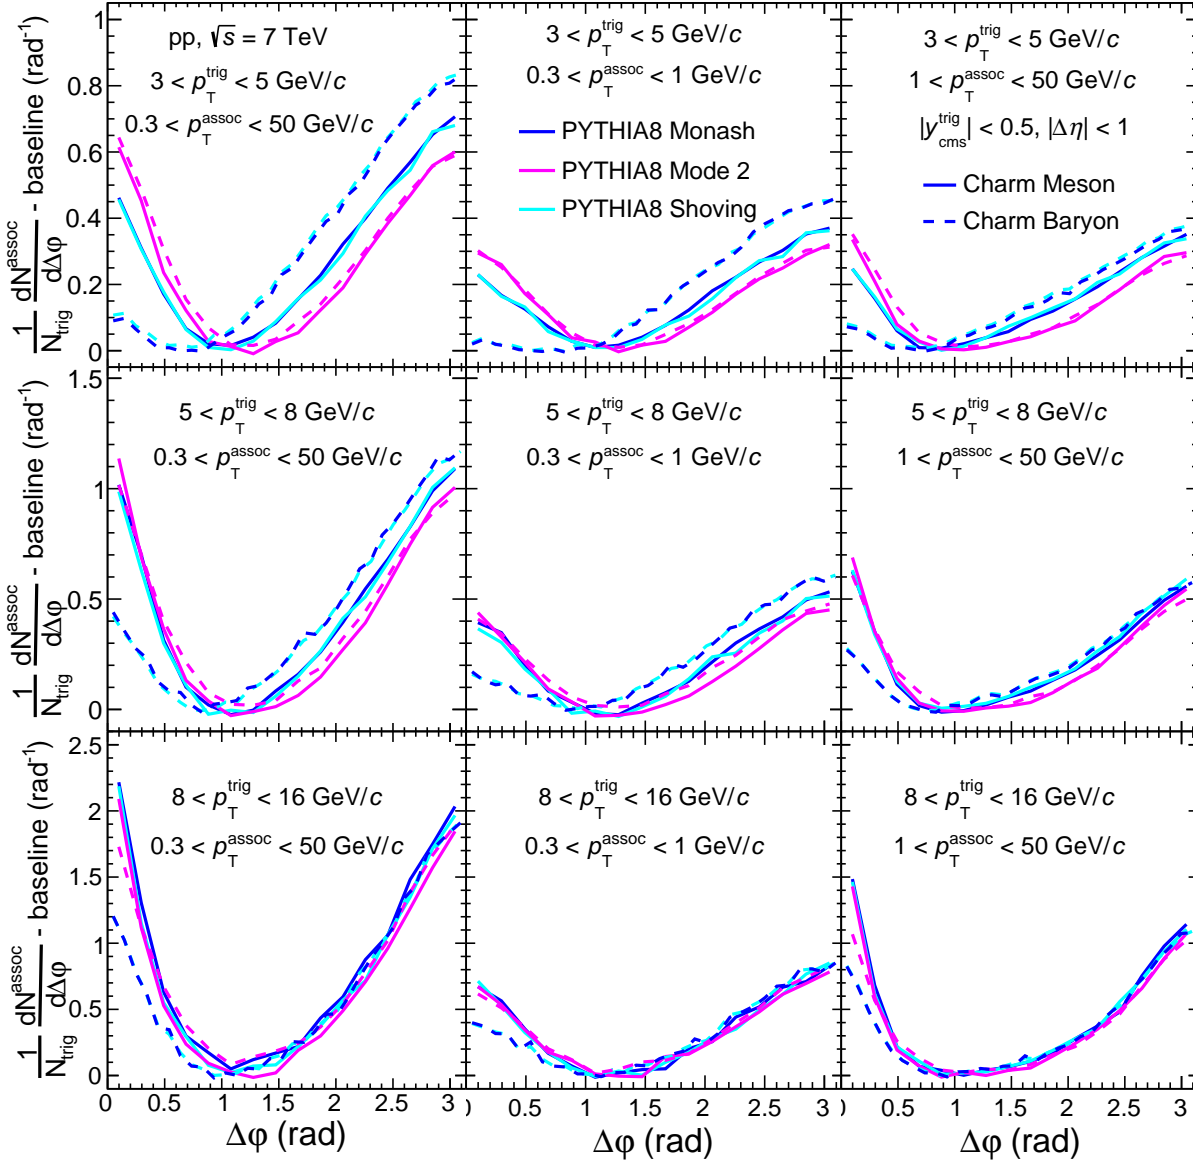 pp, √s = 7 TeV
3 < p_T^trig < 5 GeV/c
0.3 < p_T^assoc < 50 GeV/c
3 < p_T^trig < 5 GeV/c
0.3 < p_T^assoc < 1 GeV/c
PYTHIA8 Monash
PYTHIA8 Mode 2
PYTHIA8 Shoving
3 < p_T^trig < 5 GeV/c
1 < p_T^assoc < 50 GeV/c
|y_cms^trig| < 0.5, |Δη| < 1
Charm Meson
Charm Baryon
1/N_trig dN^assoc/dΔφ - baseline (rad^-1)
1
0.8
0.6
0.4
0.2
0
5 < p_T^trig < 8 GeV/c
0.3 < p_T^assoc < 50 GeV/c
5 < p_T^trig < 8 GeV/c
0.3 < p_T^assoc < 1 GeV/c
5 < p_T^trig < 8 GeV/c
1 < p_T^assoc < 50 GeV/c
1/N_trig dN^assoc/dΔφ - baseline (rad^-1)
1.5
1
0.5
0
8 < p_T^trig < 16 GeV/c
0.3 < p_T^assoc < 50 GeV/c
8 < p_T^trig < 16 GeV/c
0.3 < p_T^assoc < 1 GeV/c
8 < p_T^trig < 16 GeV/c
1 < p_T^assoc < 50 GeV/c
1/N_trig dN^assoc/dΔφ - baseline (rad^-1)
2.5
2
1.5
1
0.5
0
0 0.5 1 1.5 2 2.5 3
0.5 1 1.5 2 2.5 3
0.5 1 1.5 2 2.5 3
Δφ (rad)
Δφ (rad)
Δφ (rad)